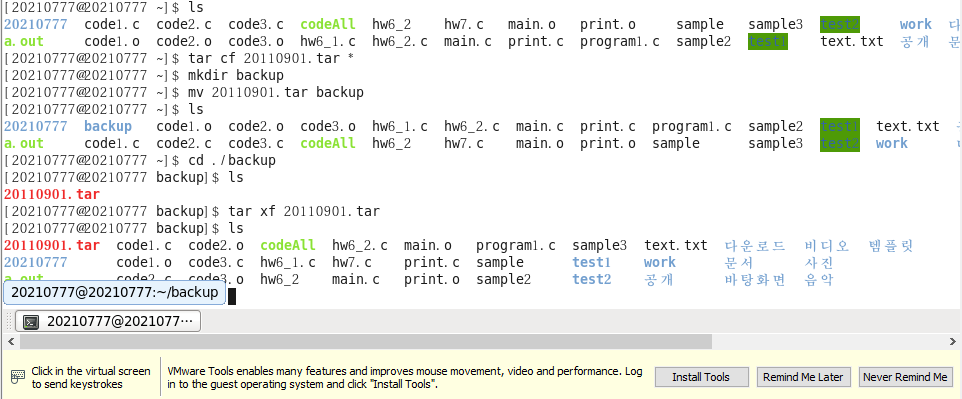 [20210777@20210777 ~]$ ls
20210777 code1.c code2.c code3.c codeAll hw6_2 hw7.c main.o print.o sample sample3 test2 work
a.out code1.o code2.o code3.o hw6_1.c hw6_2.c main.c print.c program1.c sample2 test1 text.txt 공개
[20210777@20210777 ~]$ tar cf 20110901.tar *
[20210777@20210777 ~]$ mkdir backup
[20210777@20210777 ~]$ mv 20110901.tar backup
[20210777@20210777 ~]$ ls
20210777 backup code1.o code2.o code3.o hw6_1.c hw6_2.c main.c print.c program1.c sample2 test1 text.txt
a.out code1.c code2.c code3.c codeAll hw6_2 hw7.c main.o print.o sample sample3 test2 work
[20210777@20210777 ~]$ cd ./backup
[20210777@20210777 backup]$ ls
20110901.tar
[20210777@20210777 backup]$ tar xf 20110901.tar
[20210777@20210777 backup]$ ls
20110901.tar code1.c code2.o codeAll hw6_2.c main.o program1.c sample3 text.txt 다운로드 비디오 템플릿
20210777 code1.o code3.c hw6_1.c hw7.c print.c sample test1 work 문서 사진
a.out code2.c code3.o hw6_2 main.c print.o sample2 test2 공개 바탕화면 음악
20210777@20210777:~/backup
20210777@2021077⋯
Click in the virtual screen
to send keystrokes
VMware Tools enables many features and improves mouse movement, video and performance. Log
in to the guest operating system and click "Install Tools".
Install Tools
Remind Me Later
Never Remind Me